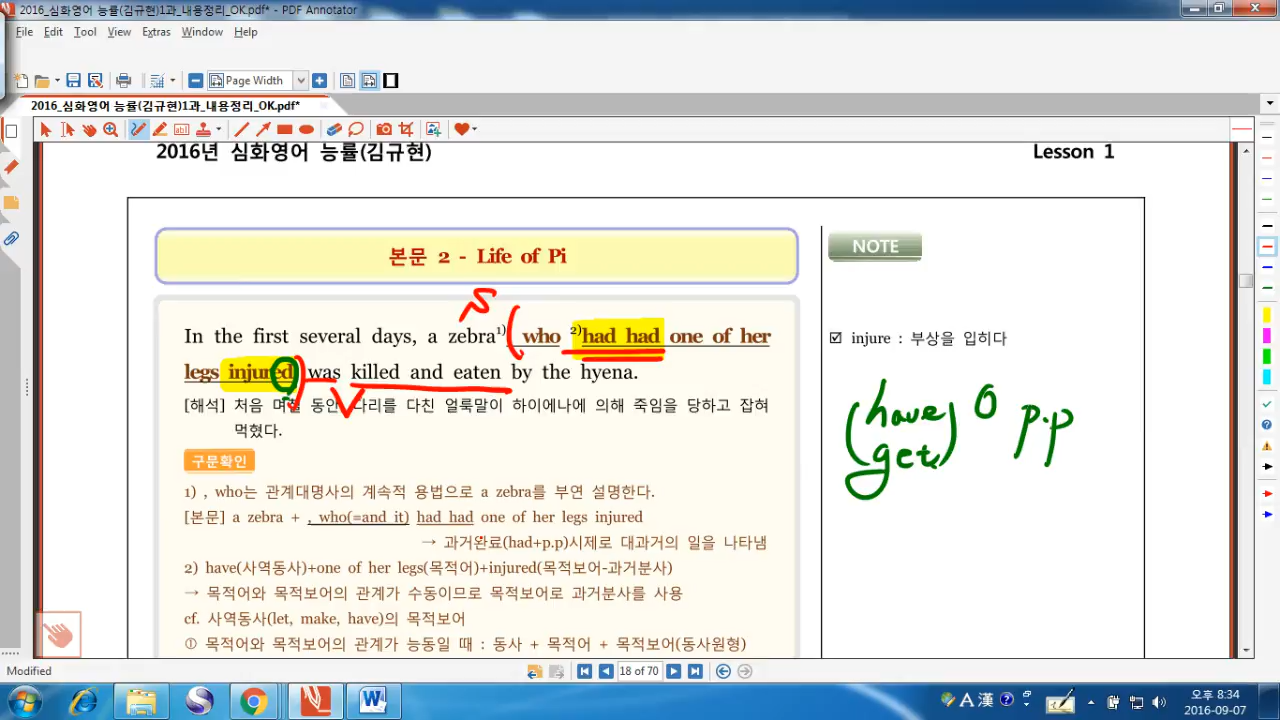 2016_심화영어 능률(김규현)1과_내용정리_OK.pdf* - PDF Annotator
File Edit Tool View Extras Window Help
Page Width
2016_심화영어 능률(김규현)1과_내용정리_OK.pdf*
2016년 심화영어 능률(김규현) Lesson 1
본문 2 - Life of Pi
NOTE
S
In the first several days, a zebra1) who 2)had had one of her
legs injured was killed and eaten by the hyena.
V
[해석] 처음 며칠 동안 다리를 다친 얼룩말이 하이에나에 의해 죽임을 당하고 잡혀
먹혔다.
구문확인
1) , who는 관계대명사의 계속적 용법으로 a zebra를 부연 설명한다.
[본문] a zebra + , who(=and it) had had one of her legs injured
→ 과거완료(had+p.p)시제로 대과거의 일을 나타냄
2) have(사역동사)+one of her legs(목적어)+injured(목적보어-과거분사)
→ 목적어와 목적보어의 관계가 수동이므로 목적보어로 과거분사를 사용
cf. 사역동사(let, make, have)의 목적보어
① 목적어와 목적보어의 관계가 능동일 때 : 동사 + 목적어 + 목적보어(동사원형)
injure : 부상을 입히다
(have) O p.p
(get)
Modified
18 of 70
A 漢
오후 8:34
2016-09-07